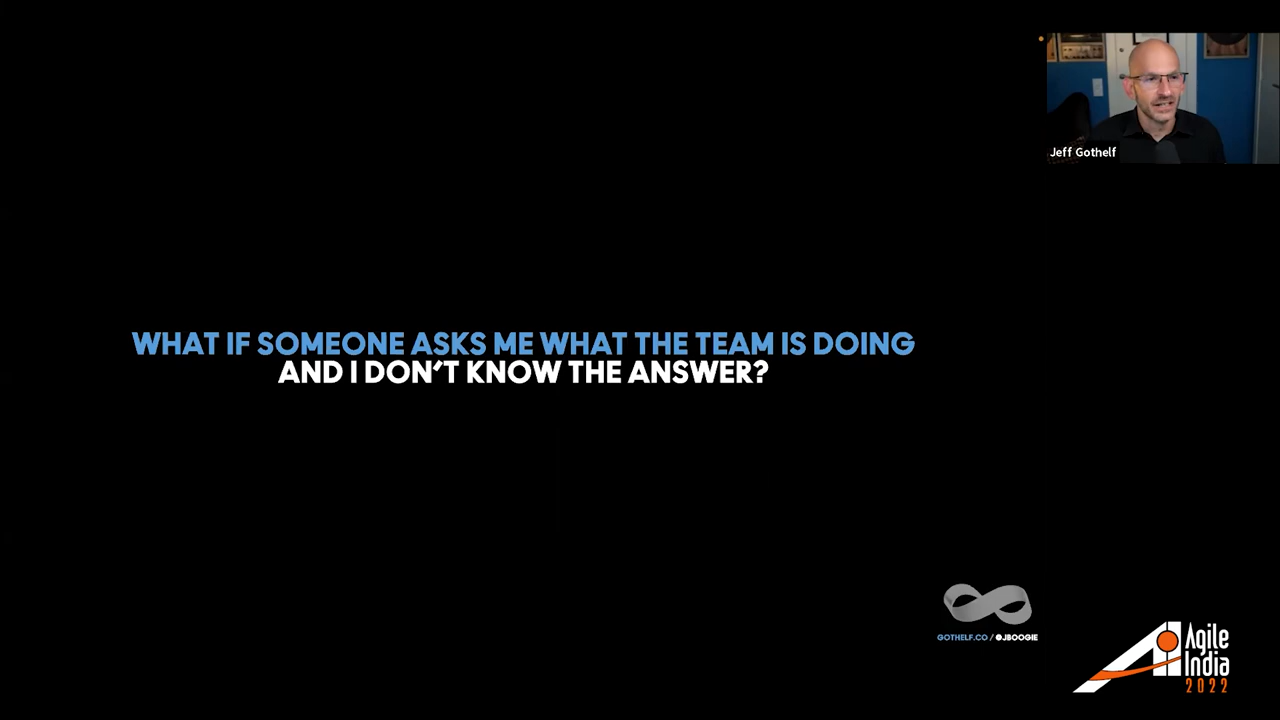 Jeff Gothelf
WHAT IF SOMEONE ASKS ME WHAT THE TEAM IS DOING
AND I DON'T KNOW THE ANSWER?
GOTHELF.CO / @JBOOGIE
Agile
India
2022